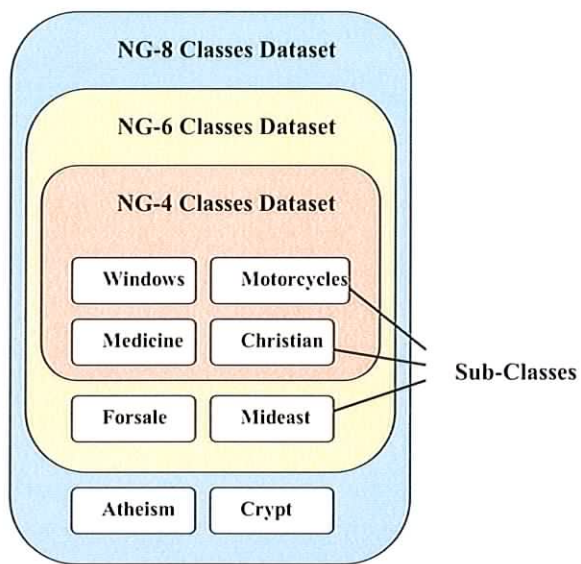 NG-8 Classes Dataset
NG-6 Classes Dataset
NG-4 Classes Dataset
Windows
Motorcycles
Medicine
Christian
Sub-Classes
Forsale
Mideast
Atheism
Crypt